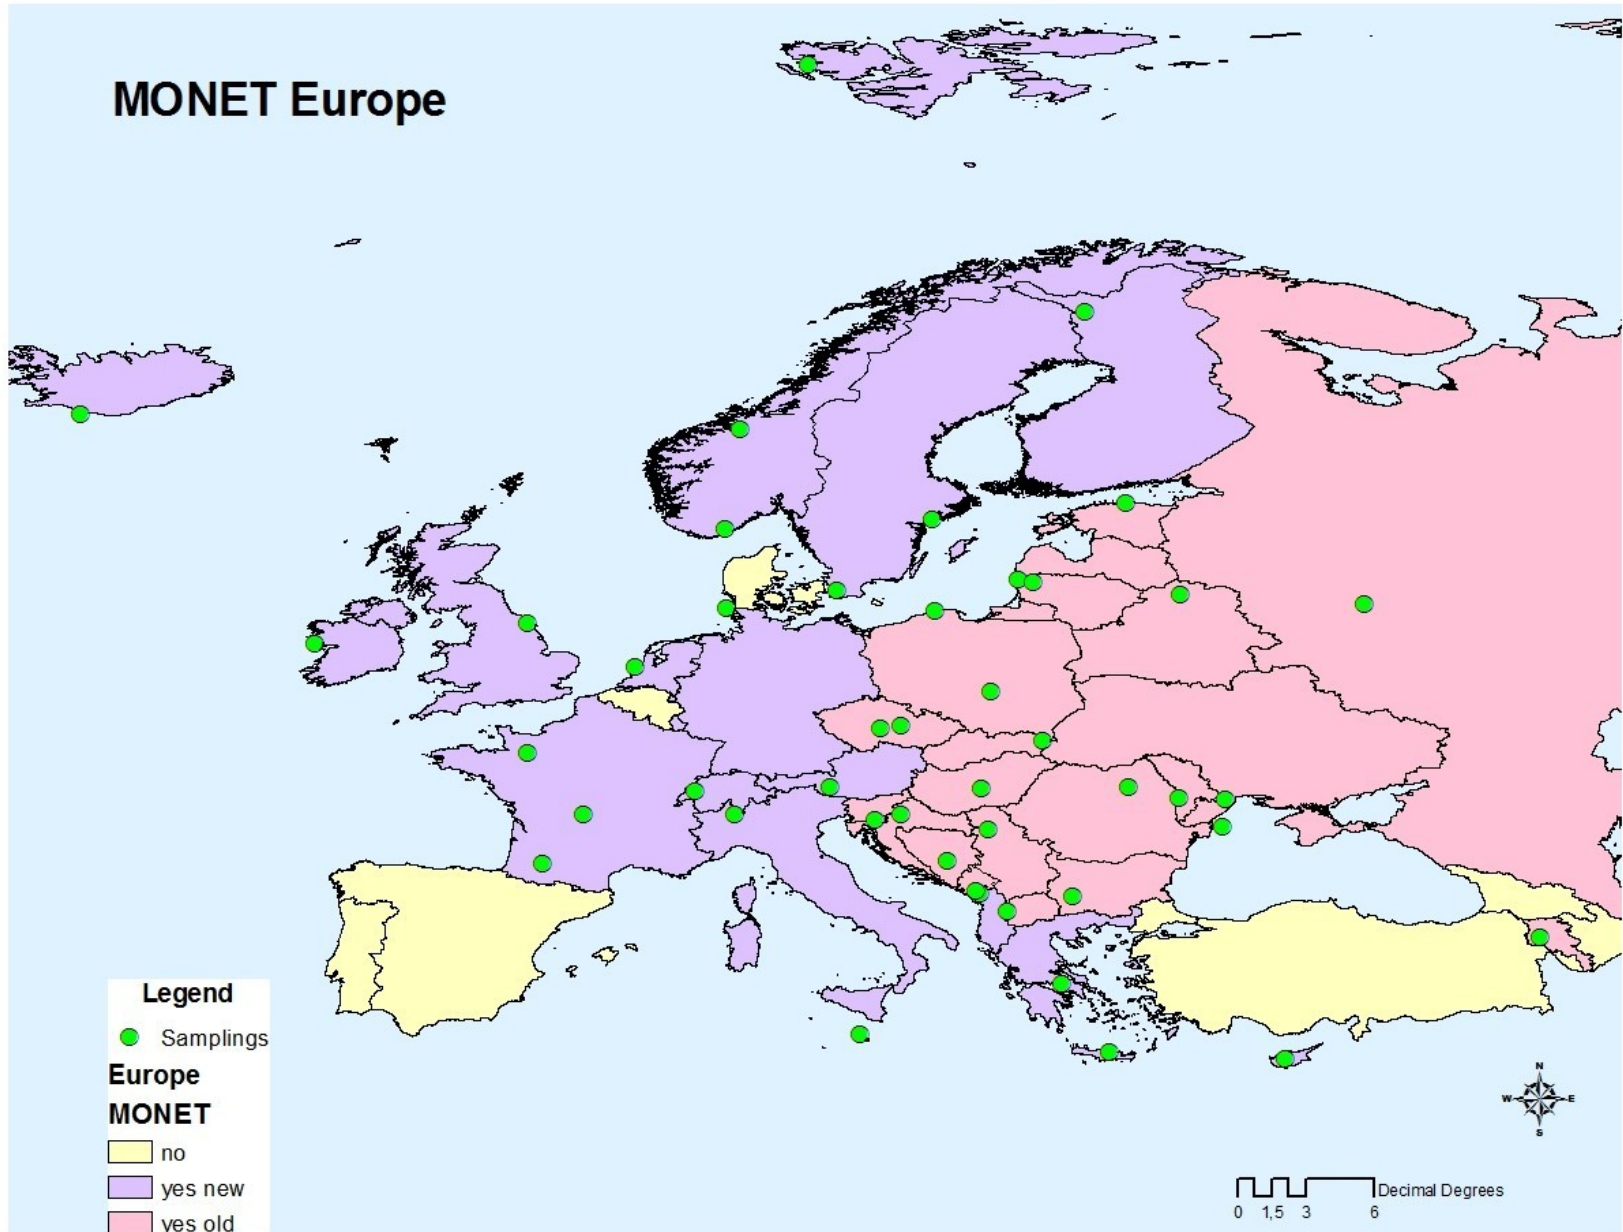 MONET Europe
Legend
Samplings
Europe
MONET
no
yes new
yes old
N
W E
S
Decimal Degrees
0 1,5 3 6